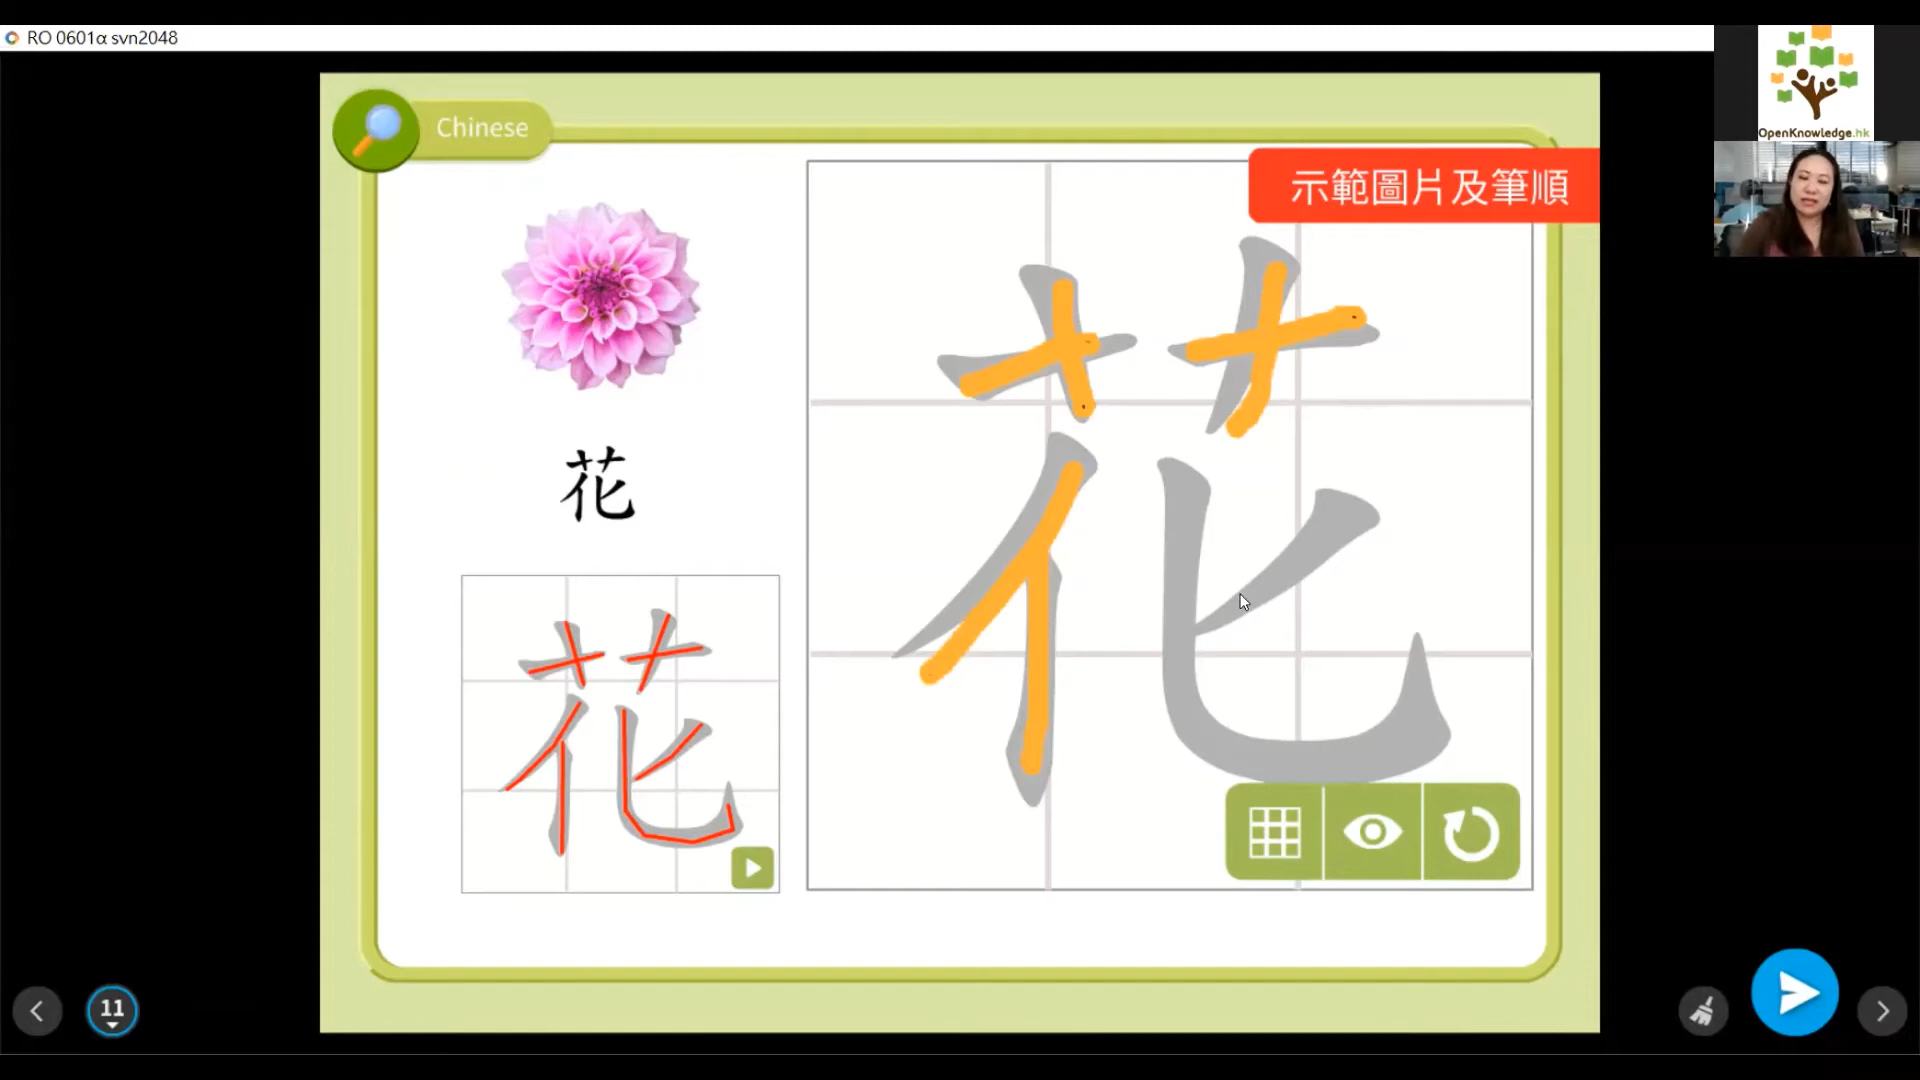 RO 0601α svn2048
OpenKnowledge.hk
Chinese
示範圖片及筆順
花
花
花
11